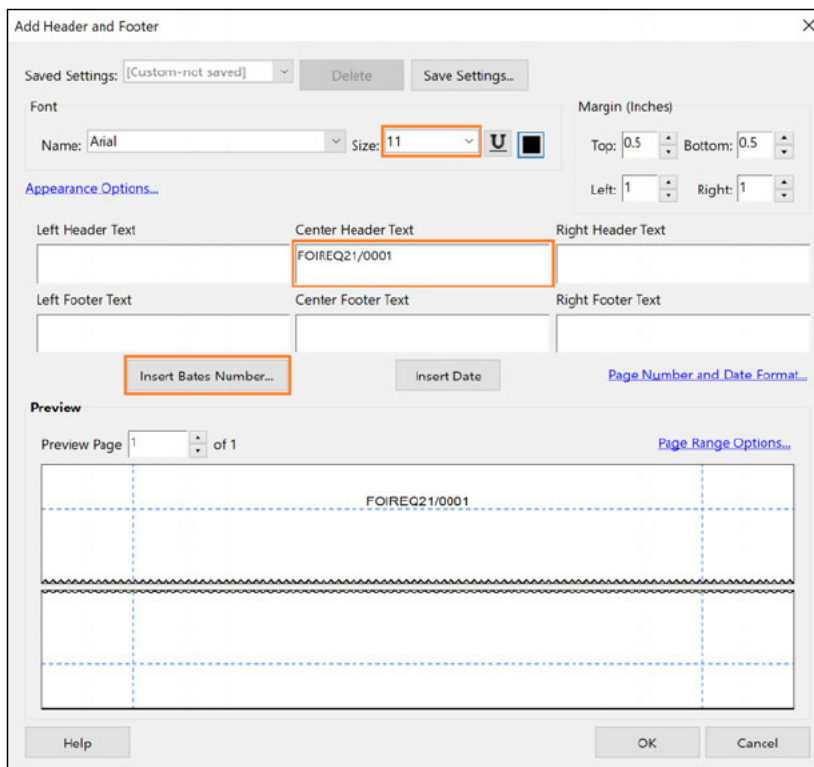 Add Header and Footer
Saved Settings: [Custom-not saved] Delete Save Settings...
Font
Margin (Inches)
Name: Arial Size: 11 U
Top: 0.5 Bottom: 0.5
Appearance Options...
Left: 1 Right: 1
Left Header Text Center Header Text Right Header Text
FOIREQ21/0001
Left Footer Text Center Footer Text Right Footer Text
Insert Bates Number... Insert Date Page Number and Date Format...
Preview
Preview Page 1 of 1 Page Range Options...
FOIREQ21/0001
Help OK Cancel